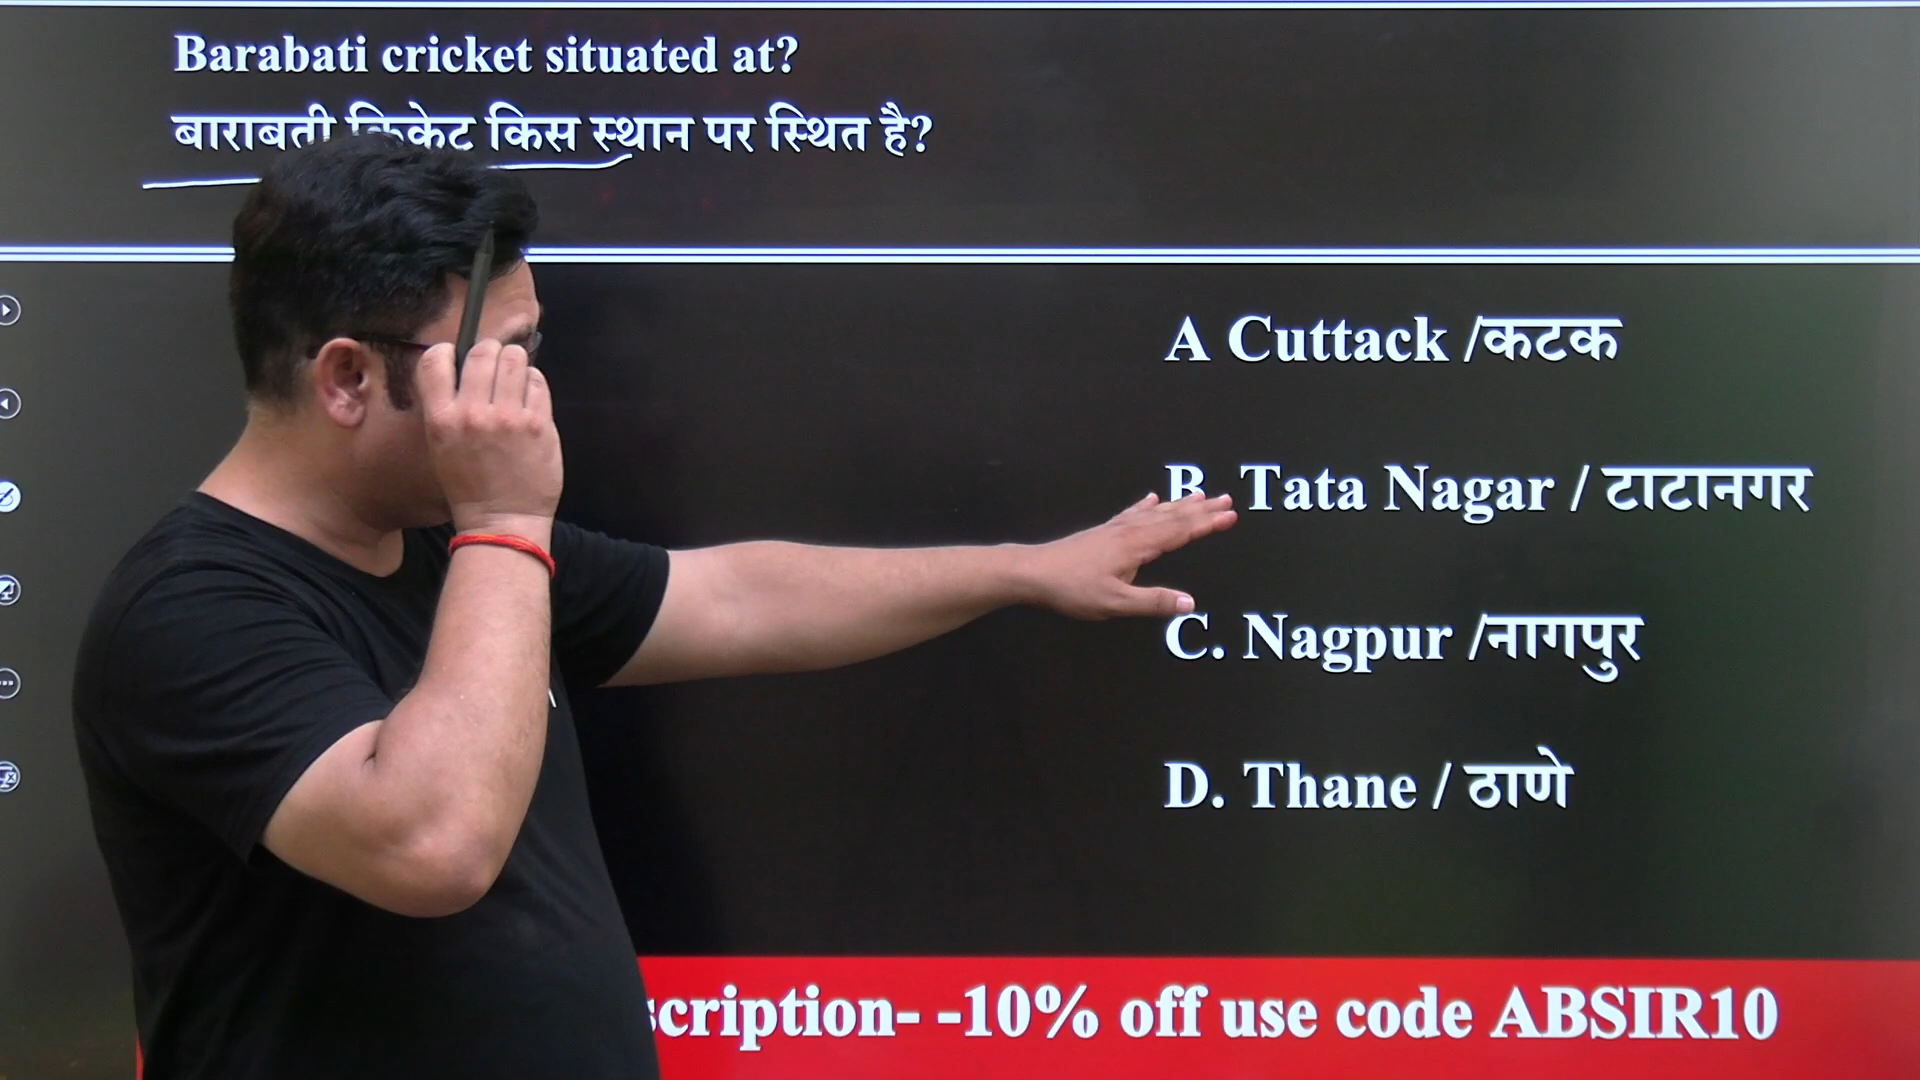 Barabati cricket situated at?
बाराबती क्रिकेट किस स्थान पर स्थित है?
A Cuttack /कटक
B. Tata Nagar / टाटानगर
C. Nagpur /नागपुर
D. Thane / ठाणे
scription- -10% off use code ABSIR10